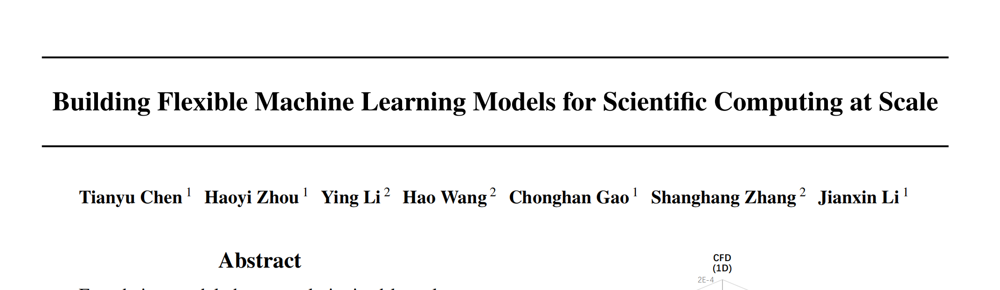 Building Flexible Machine Learning Models for Scientific Computing at Scale
Tianyu Chen 1 Haoyi Zhou 1 Ying Li 2 Hao Wang 2 Chonghan Gao 1 Shanghang Zhang 2 Jianxin Li 1
Abstract
CFD
(1D)
2E-4